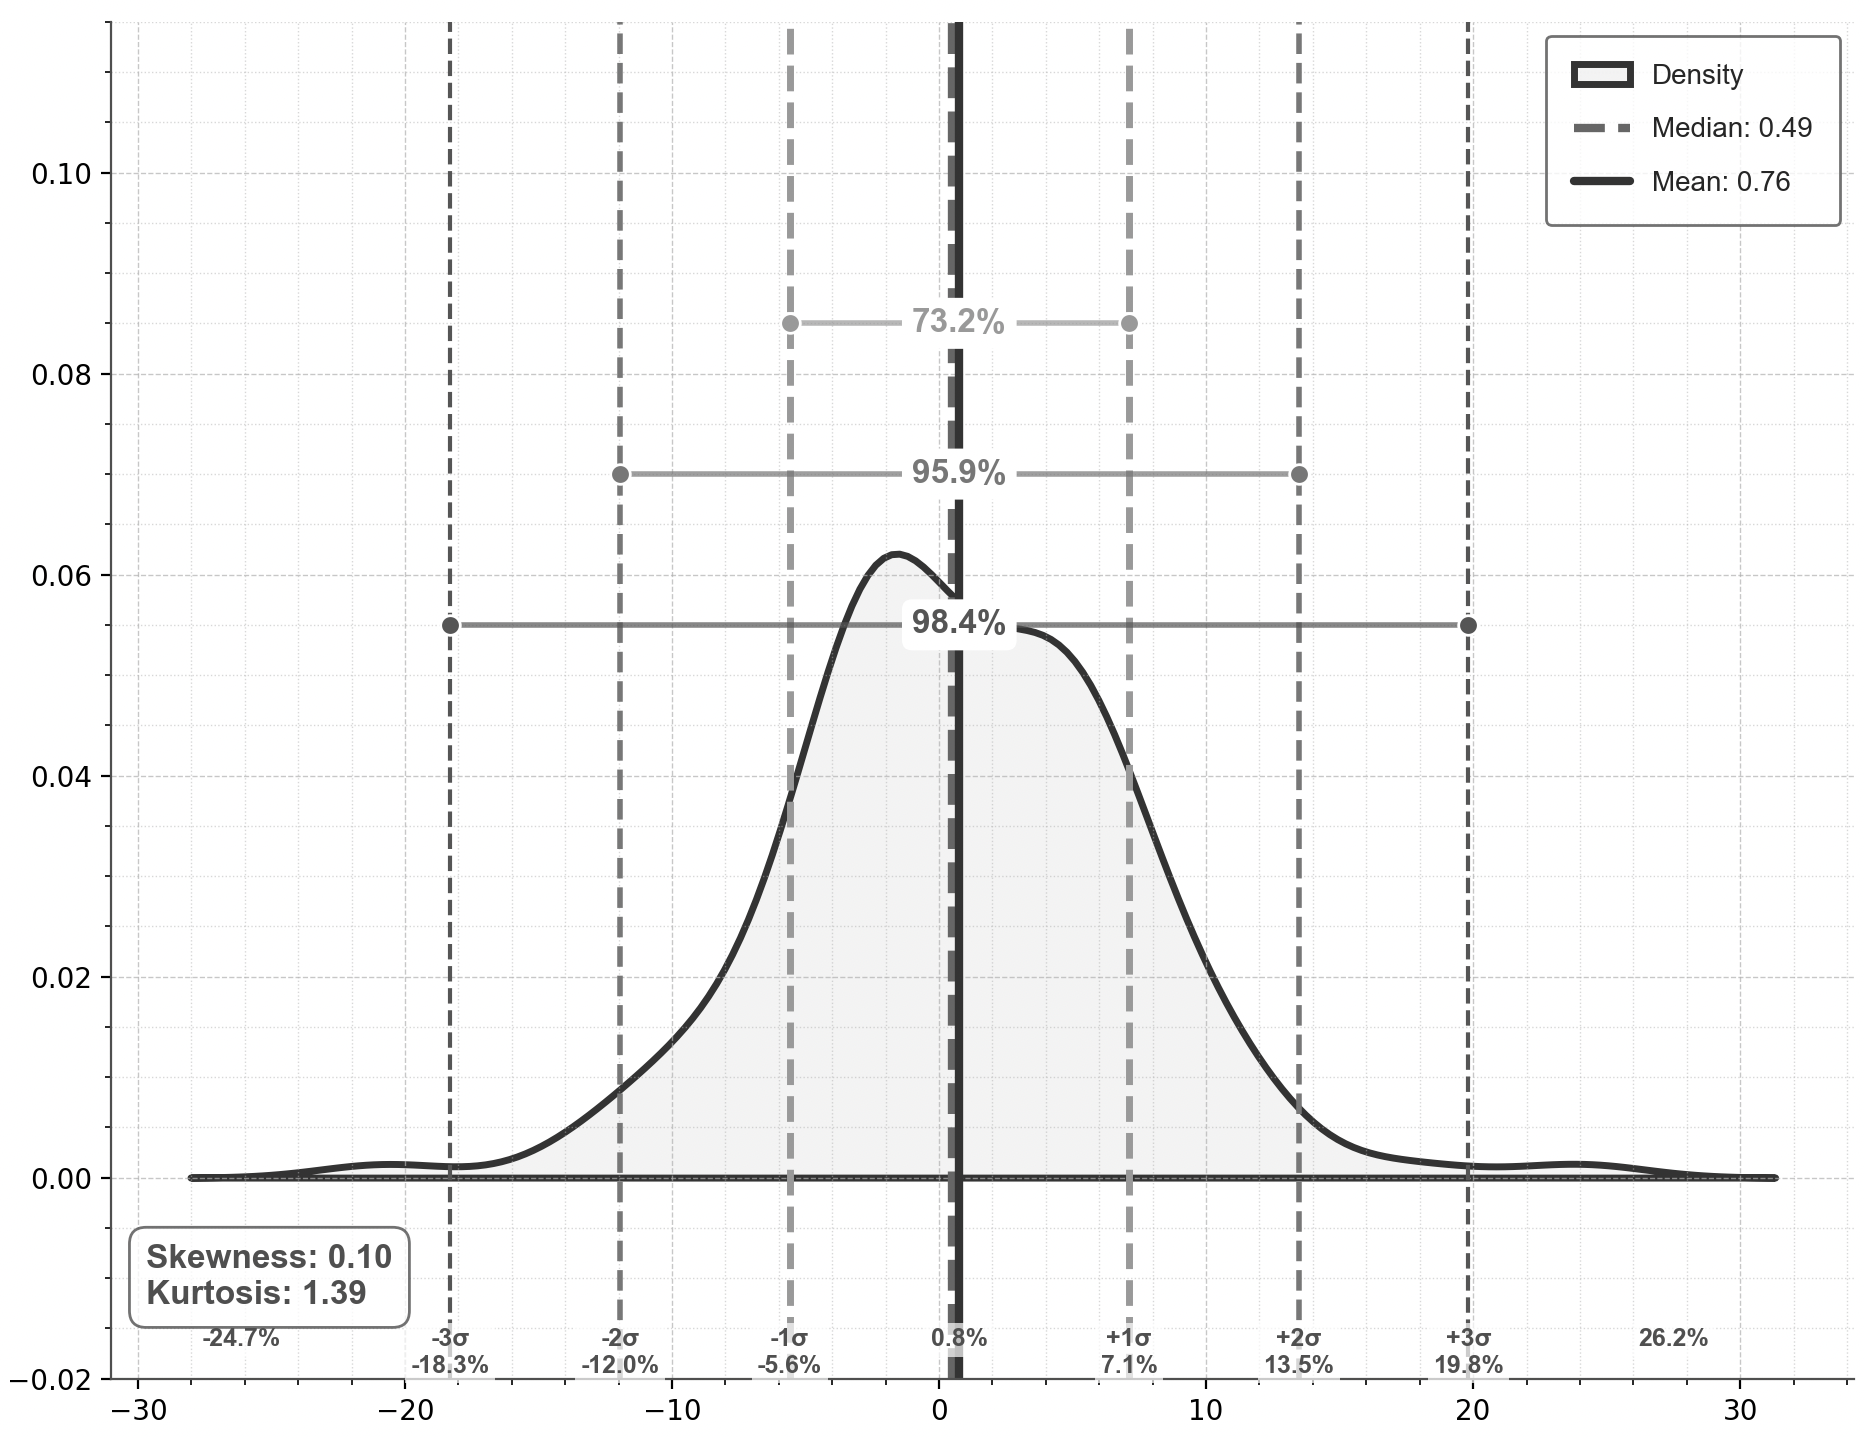 Density
Median: 0.49
Mean: 0.76
0.10
0.08
0.06
0.04
0.02
0.00
−0.02
73.2%
95.9%
98.4%
Skewness: 0.10
Kurtosis: 1.39
-24.7% -3σ -2σ -1σ 0.8% +1σ +2σ +3σ 26.2%
-18.3% -12.0% -5.6% 7.1% 13.5% 19.8%
−30 −20 −10 0 10 20 30